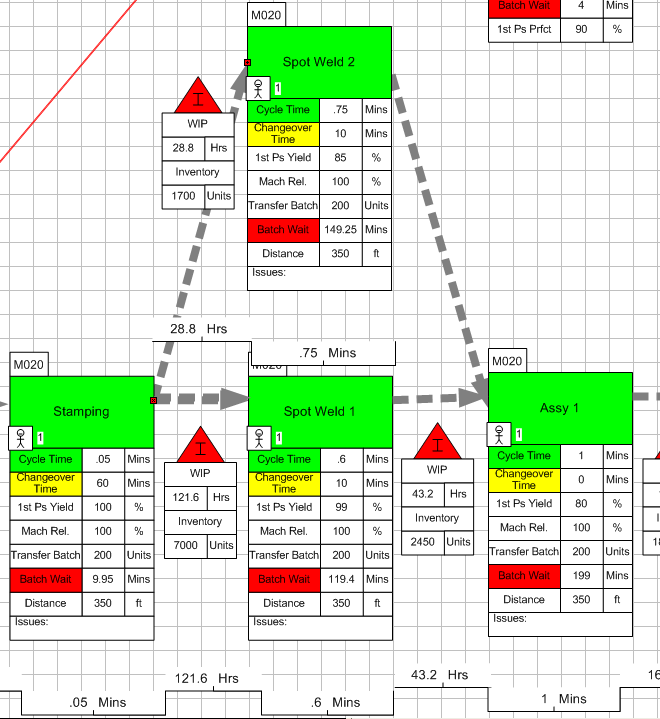 Batch Wait 4 Mins
1st Ps Prfct 90 %
M020
Spot Weld 2
1
Cycle Time .75 Mins
Changeover Time 10 Mins
1st Ps Yield 85 %
Mach Rel. 100 %
Transfer Batch 200 Units
Batch Wait 149.25 Mins
Distance 350 ft
Issues:
I
WIP
28.8 Hrs
Inventory
1700 Units
28.8 Hrs
.75 Mins
M020
Stamping
1
Cycle Time .05 Mins
Changeover Time 60 Mins
1st Ps Yield 100 %
Mach Rel. 100 %
Transfer Batch 200 Units
Batch Wait 9.95 Mins
Distance 350 ft
Issues:
I
WIP
121.6 Hrs
Inventory
7000 Units
M020
Spot Weld 1
1
Cycle Time .6 Mins
Changeover Time 10 Mins
1st Ps Yield 99 %
Mach Rel. 100 %
Transfer Batch 200 Units
Batch Wait 119.4 Mins
Distance 350 ft
Issues:
I
WIP
43.2 Hrs
Inventory
2450 Units
M020
Assy 1
1
Cycle Time 1 Mins
Changeover Time 0 Mins
1st Ps Yield 80 %
Mach Rel. 100 %
Transfer Batch 200 Units
Batch Wait 199 Mins
Distance 350 ft
Issues:
121.6 Hrs
43.2 Hrs
.05 Mins
.6 Mins
1 Mins